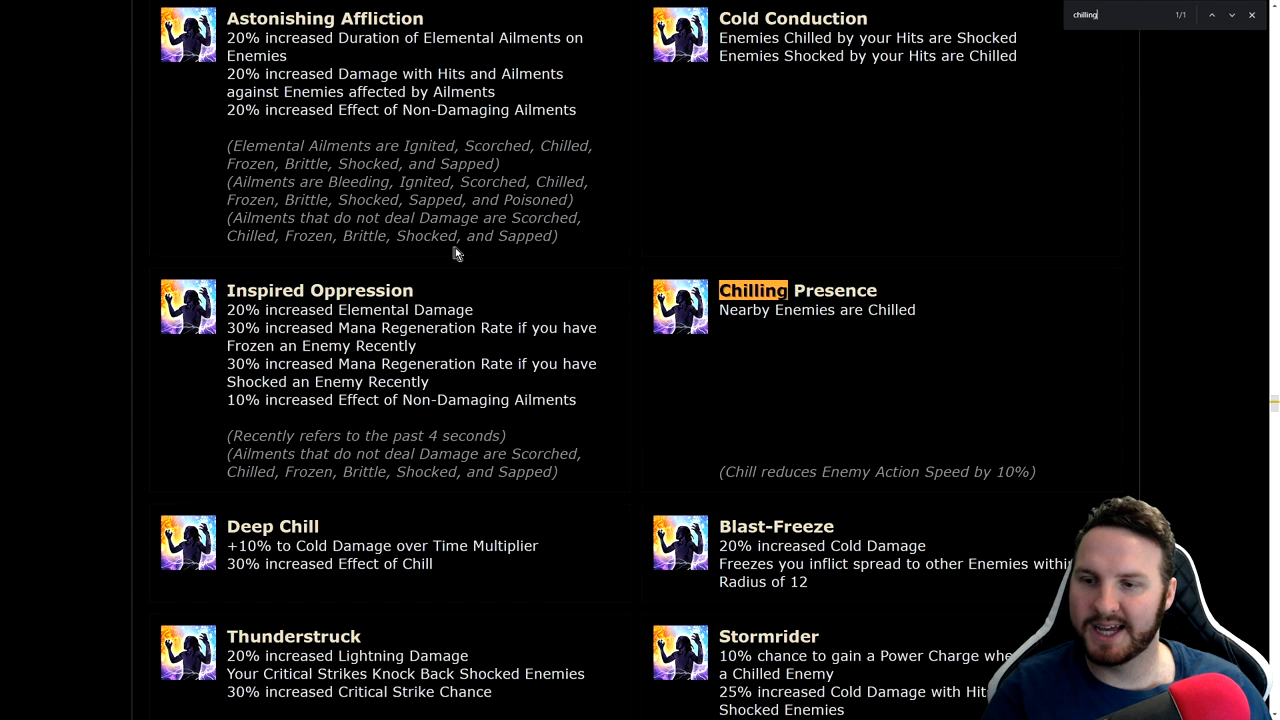 chilling
1/1
Astonishing Affliction
20% increased Duration of Elemental Ailments on
Enemies
20% increased Damage with Hits and Ailments
against Enemies affected by Ailments
20% increased Effect of Non-Damaging Ailments
(Elemental Ailments are Ignited, Scorched, Chilled,
Frozen, Brittle, Shocked, and Sapped)
(Ailments are Bleeding, Ignited, Scorched, Chilled,
Frozen, Brittle, Shocked, Sapped, and Poisoned)
(Ailments that do not deal Damage are Scorched,
Chilled, Frozen, Brittle, Shocked, and Sapped)
Cold Conduction
Enemies Chilled by your Hits are Shocked
Enemies Shocked by your Hits are Chilled
Inspired Oppression
20% increased Elemental Damage
30% increased Mana Regeneration Rate if you have
Frozen an Enemy Recently
30% increased Mana Regeneration Rate if you have
Shocked an Enemy Recently
10% increased Effect of Non-Damaging Ailments
(Recently refers to the past 4 seconds)
(Ailments that do not deal Damage are Scorched,
Chilled, Frozen, Brittle, Shocked, and Sapped)
Chilling Presence
Nearby Enemies are Chilled
(Chill reduces Enemy Action Speed by 10%)
Deep Chill
+10% to Cold Damage over Time Multiplier
30% increased Effect of Chill
Blast-Freeze
20% increased Cold Damage
Freezes you inflict spread to other Enemies within
Radius of 12
Thunderstruck
20% increased Lightning Damage
Your Critical Strikes Knock Back Shocked Enemies
30% increased Critical Strike Chance
Stormrider
10% chance to gain a Power Charge whe
a Chilled Enemy
25% increased Cold Damage with Hit
Shocked Enemies